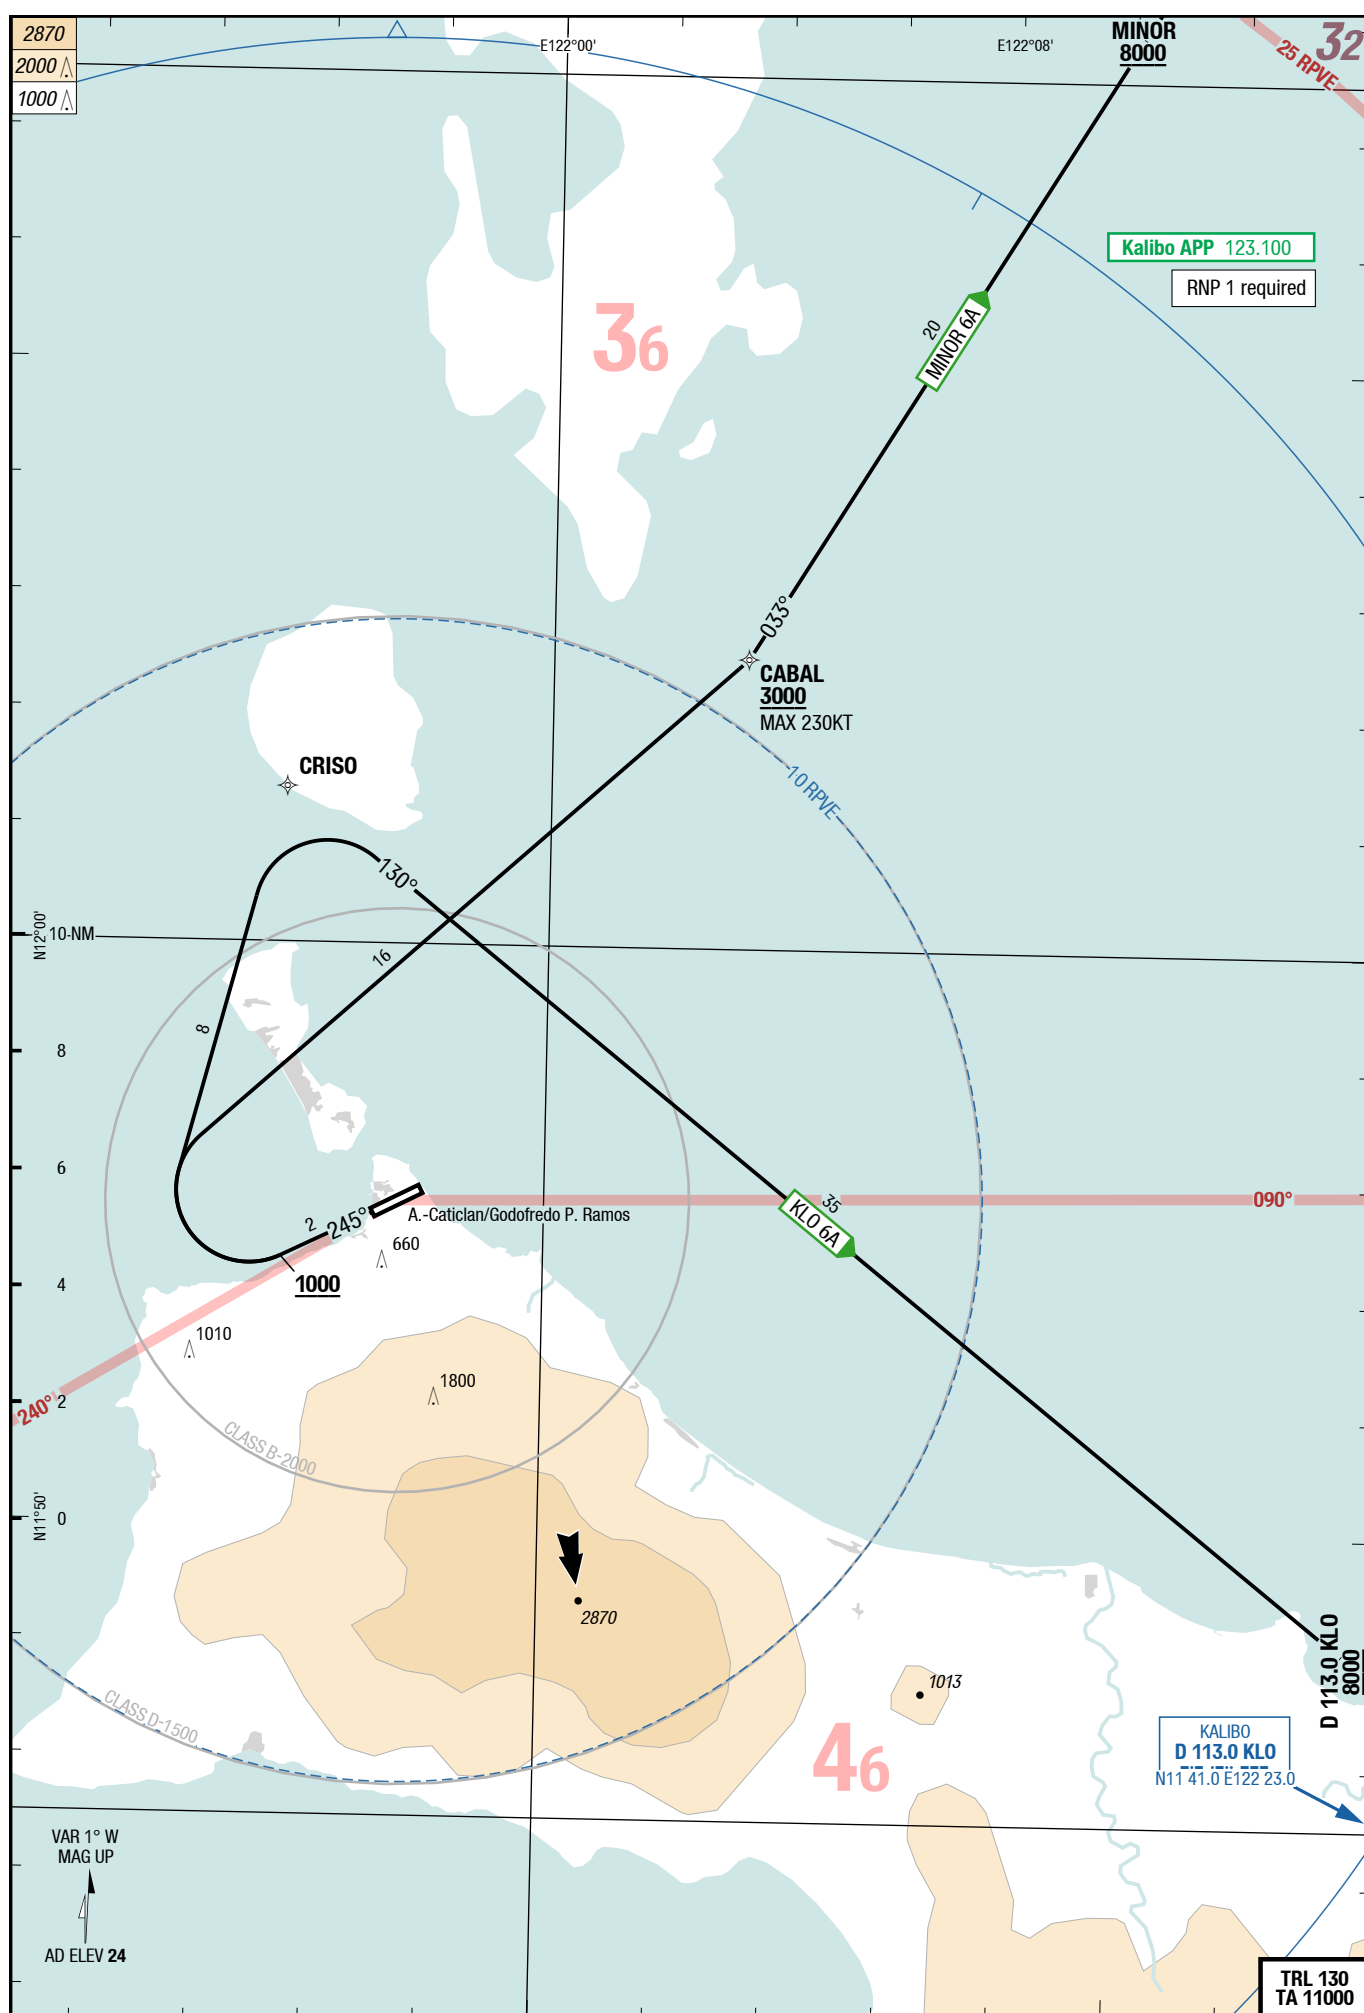 2870
2000
1000
E122°00'
E122°08'
MINOR
8000
32
25 RPVE
Kalibo APP 123.100
RNP 1 required
36
20
MINOR 6A
033°
CABAL
3000
MAX 230KT
CRISO
10 RPVE
130°
N12°00'
10 NM
16
8
8
6
35
KLO 6A
090°
A.-Caticlan/Godofredo P. Ramos
2
245°
660
4
1000
1010
1800
240°
2
CLASS B-2000
N11°50'
0
2870
1013
D 113.0 KLO
8000
CLASS D-1500
46
KALIBO
D 113.0 KLO
N11 41.0 E122 23.0
VAR 1° W
MAG UP
AD ELEV 24
TRL 130
TA 11000